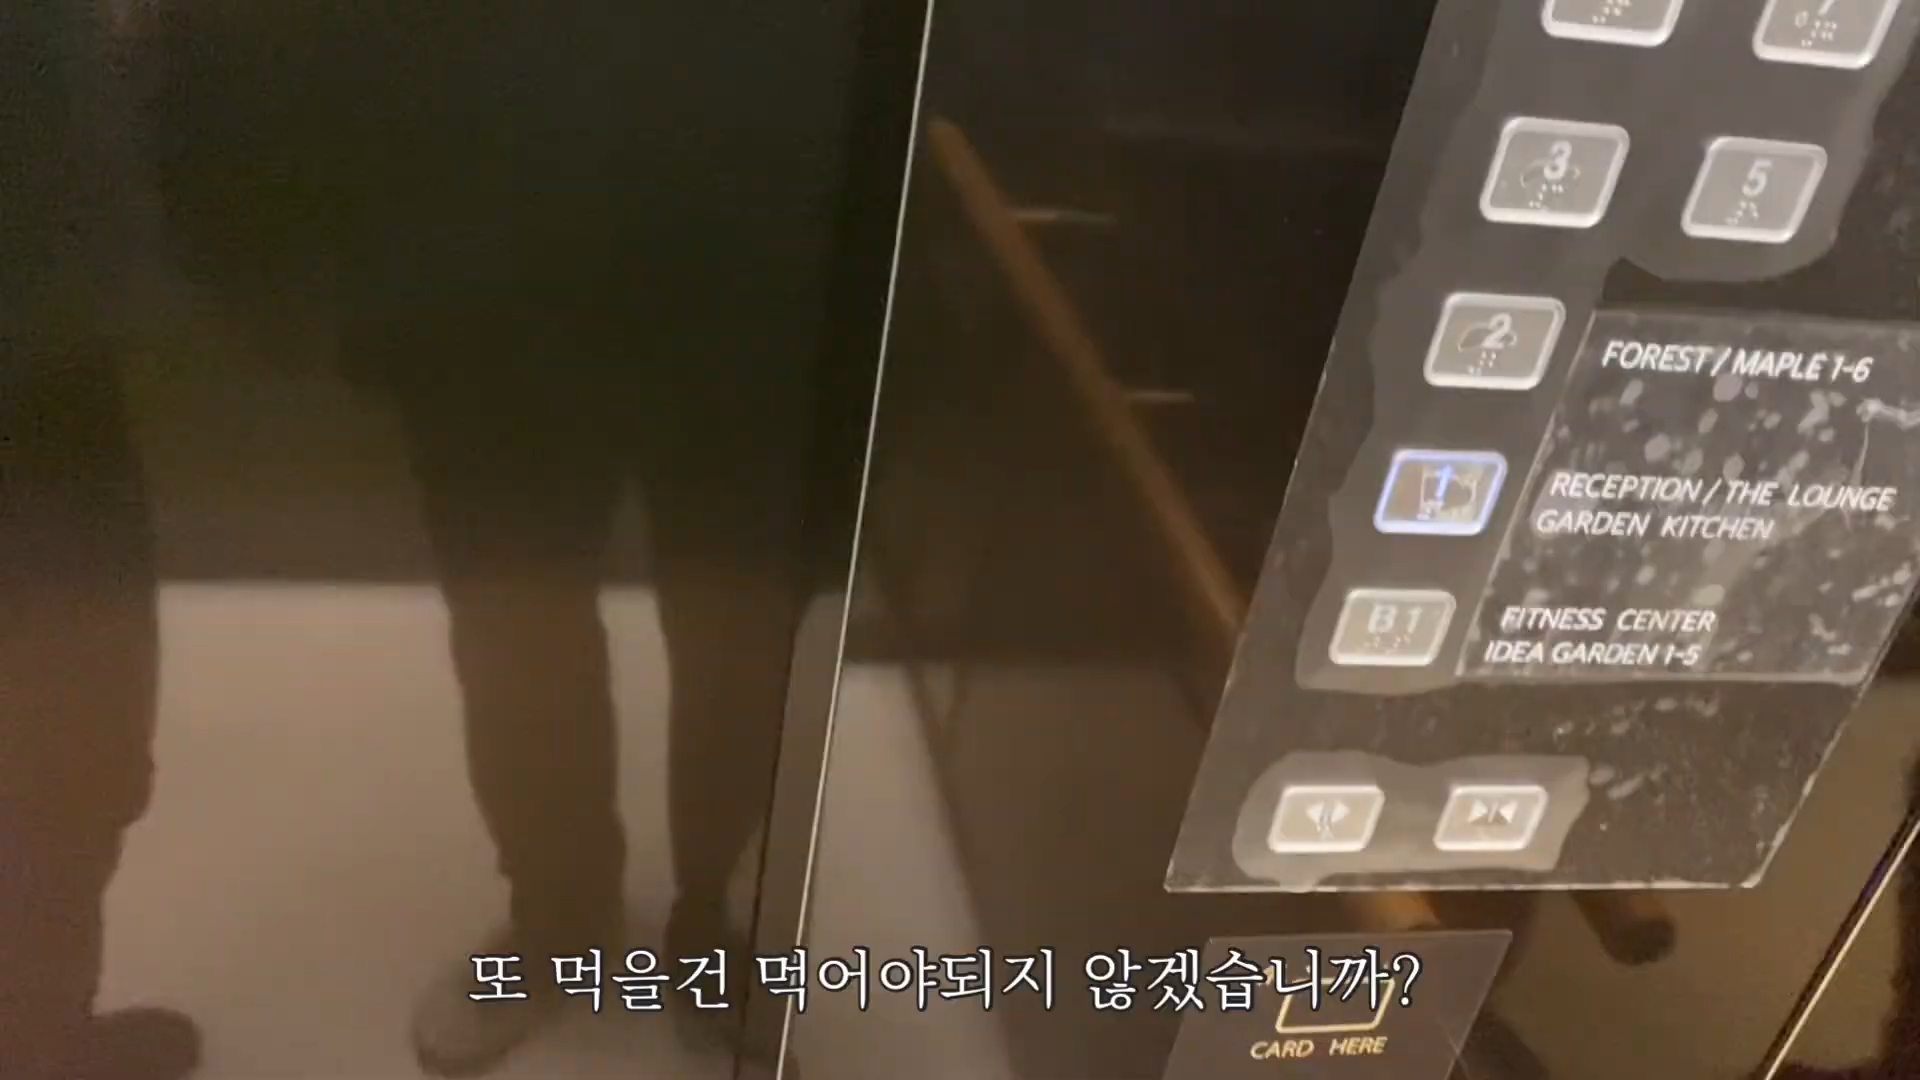 7
3
5
2
FOREST / MAPLE 1-6
1
RECEPTION / THE LOUNGE
GARDEN KITCHEN
B1
FITNESS CENTER
IDEA GARDEN 1-5
또 먹을건 먹어야되지 않겠습니까?
CARD HERE